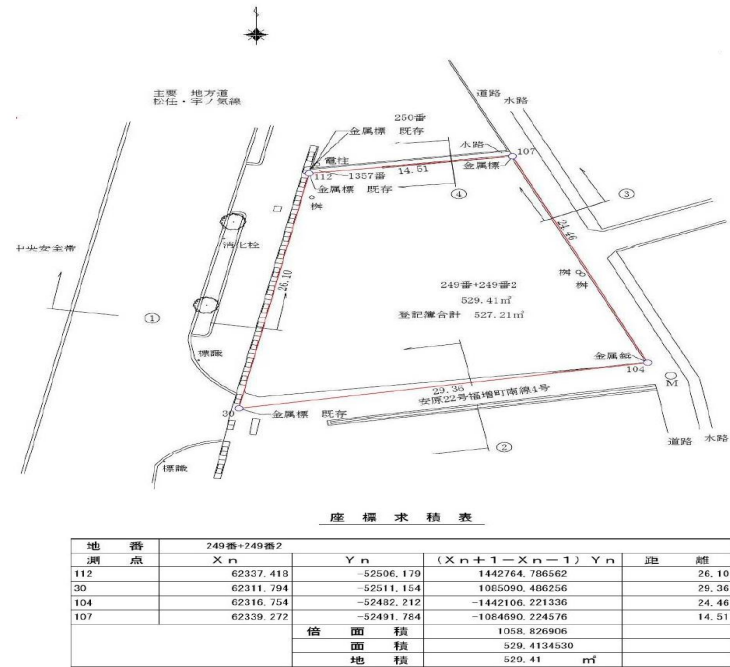 主要 地方道
松任・宇ノ気線
道路
水路
250番
金属標 既存
電柱
水路
107
112
1357番
14.51
金属標
金属標 既存
桝
④
③
24.46
中央安全帯
消化栓
26.10
桝
桝
249番+249番2
529.41㎡
登記簿合計 527.21㎡
①
標識
金属鋲
104
M
29.36
安原22号福増町南線4号
30
金属標 既存
道路
水路
②
標識
座標求積表
地番 249番+249番2
測点 Xn Yn (Xn+1-Xn-1)Yn 距離
112 62337.418 -52506.179 1442764.786562 26.10
30 62311.794 -52511.154 1085090.486256 29.36
104 62316.754 -52482.212 -1442106.221336 24.46
107 62339.272 -52491.784 -1084690.224576 14.51
倍面積 1058.826906
面積 529.4134530
地積 529.41 ㎡